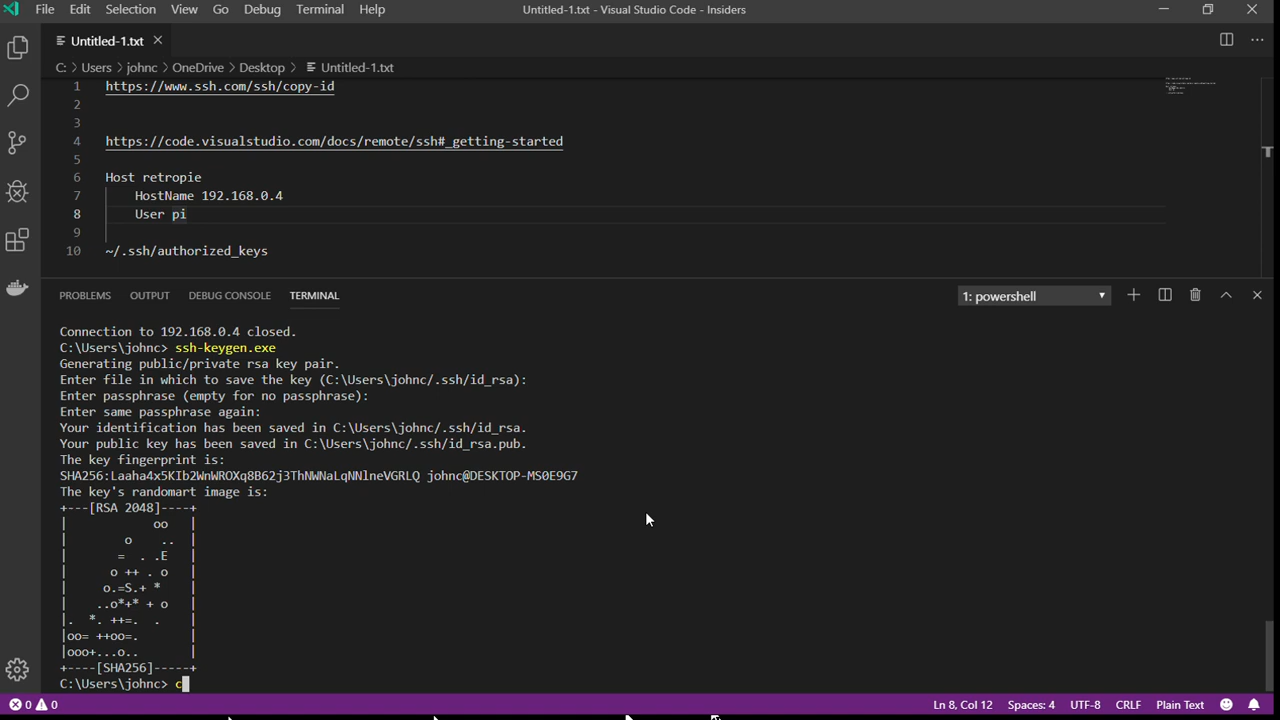 File Edit Selection View Go Debug Terminal Help Untitled-1.txt - Visual Studio Code - Insiders
Untitled-1.txt
C: > Users > johnc > OneDrive > Desktop > Untitled-1.txt
1 https://www.ssh.com/ssh/copy-id
2
3
4 https://code.visualstudio.com/docs/remote/ssh#_getting-started
5
6 Host retropie
7 HostName 192.168.0.4
8 User pi
9
10 ~/.ssh/authorized_keys
PROBLEMS OUTPUT DEBUG CONSOLE TERMINAL 1: powershell
Connection to 192.168.0.4 closed.
C:\Users\johnc> ssh-keygen.exe
Generating public/private rsa key pair.
Enter file in which to save the key (C:\Users\johnc/.ssh/id_rsa):
Enter passphrase (empty for no passphrase):
Enter same passphrase again:
Your identification has been saved in C:\Users\johnc/.ssh/id_rsa.
Your public key has been saved in C:\Users\johnc/.ssh/id_rsa.pub.
The key fingerprint is:
SHA256:Laaha4x5KIb2WnWROXq8B62j3ThNWNaLqNNlneVGRLQ johnc@DESKTOP-MS0E9G7
The key's randomart image is:
+---[RSA 2048]----+
|            oo   |
|        o    ..  |
|       =  . .E   |
|      o ++ . o   |
|     o.=S.+ *    |
|    ..o*+* + o   |
|.   *. ++=.  .   |
|oo= ++oo=.       |
|ooo+...o..       |
+----[SHA256]-----+
C:\Users\johnc> c
0 0 Ln 8, Col 12 Spaces: 4 UTF-8 CRLF Plain Text